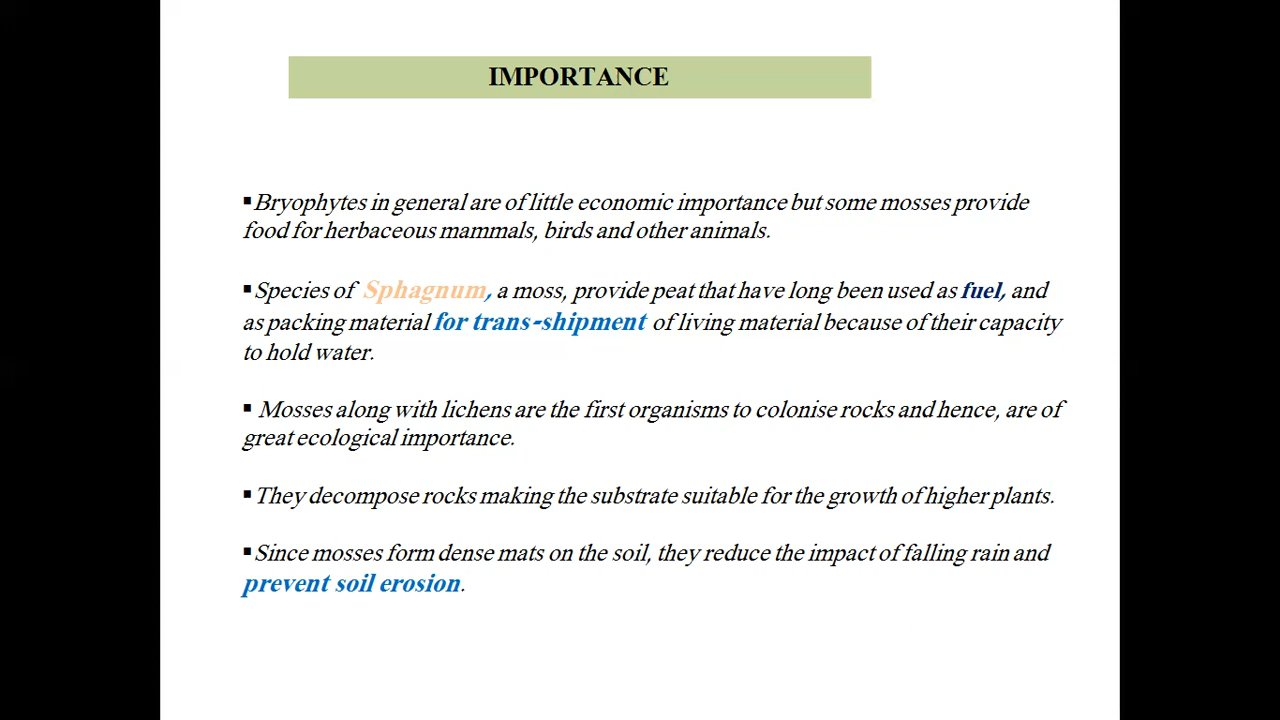 IMPORTANCE
▪Bryophytes in general are of little economic importance but some mosses provide
food for herbaceous mammals, birds and other animals.
▪Species of Sphagnum, a moss, provide peat that have long been used as fuel, and
as packing material for trans-shipment of living material because of their capacity
to hold water.
▪ Mosses along with lichens are the first organisms to colonise rocks and hence, are of
great ecological importance.
▪They decompose rocks making the substrate suitable for the growth of higher plants.
▪Since mosses form dense mats on the soil, they reduce the impact of falling rain and
prevent soil erosion.